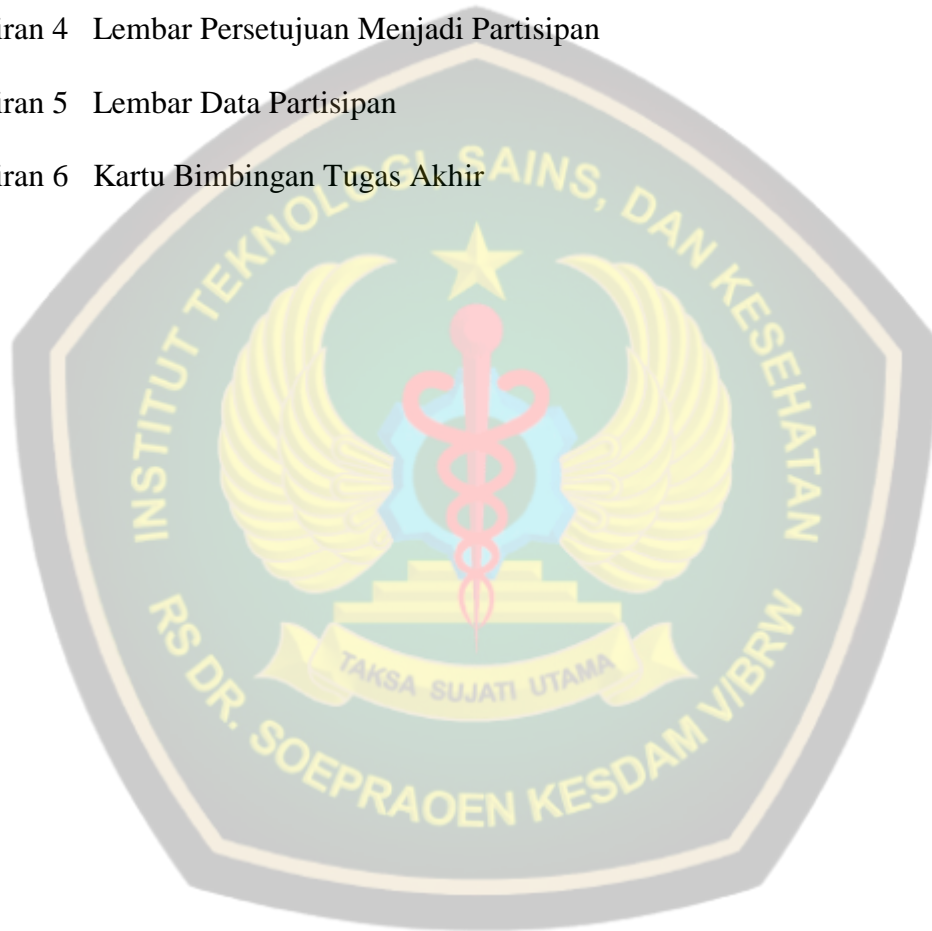 iran 4 Lembar Persetujuan Menjadi Partisipan
iran 5 Lembar Data Partisipan
iran 6 Kartu Bimbingan Tugas Akhir
INSTITUT TEKNOLOGI, SAINS, DAN KESEHATAN
TAKSA SUJATI UTAMA
RS DR. SOEPRAOEN KESDAM V/BRW